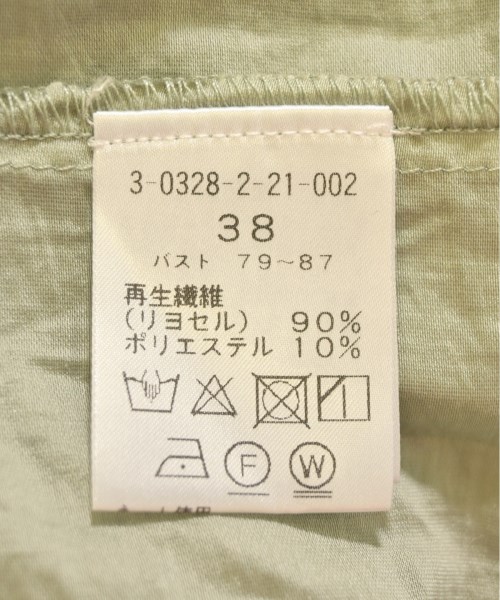 3-0328-2-21-002
38
バスト 79~87
再生繊維
(リヨセル) 90%
ポリエステル 10%
F W